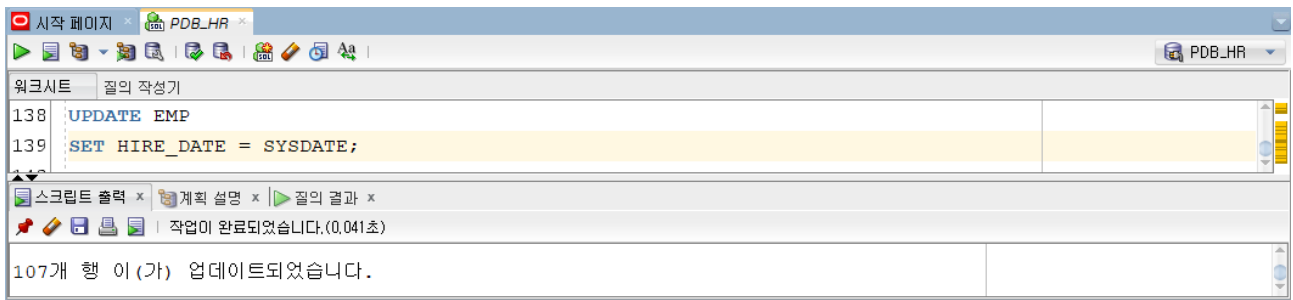 시작 페이지 PDB_HR
PDB_HR
워크시트 질의 작성기
138 UPDATE EMP
139 SET HIRE_DATE = SYSDATE;
스크립트 출력 x 계획 설명 x 질의 결과 x
작업이 완료되었습니다.(0,041초)
107개 행 이(가) 업데이트되었습니다.